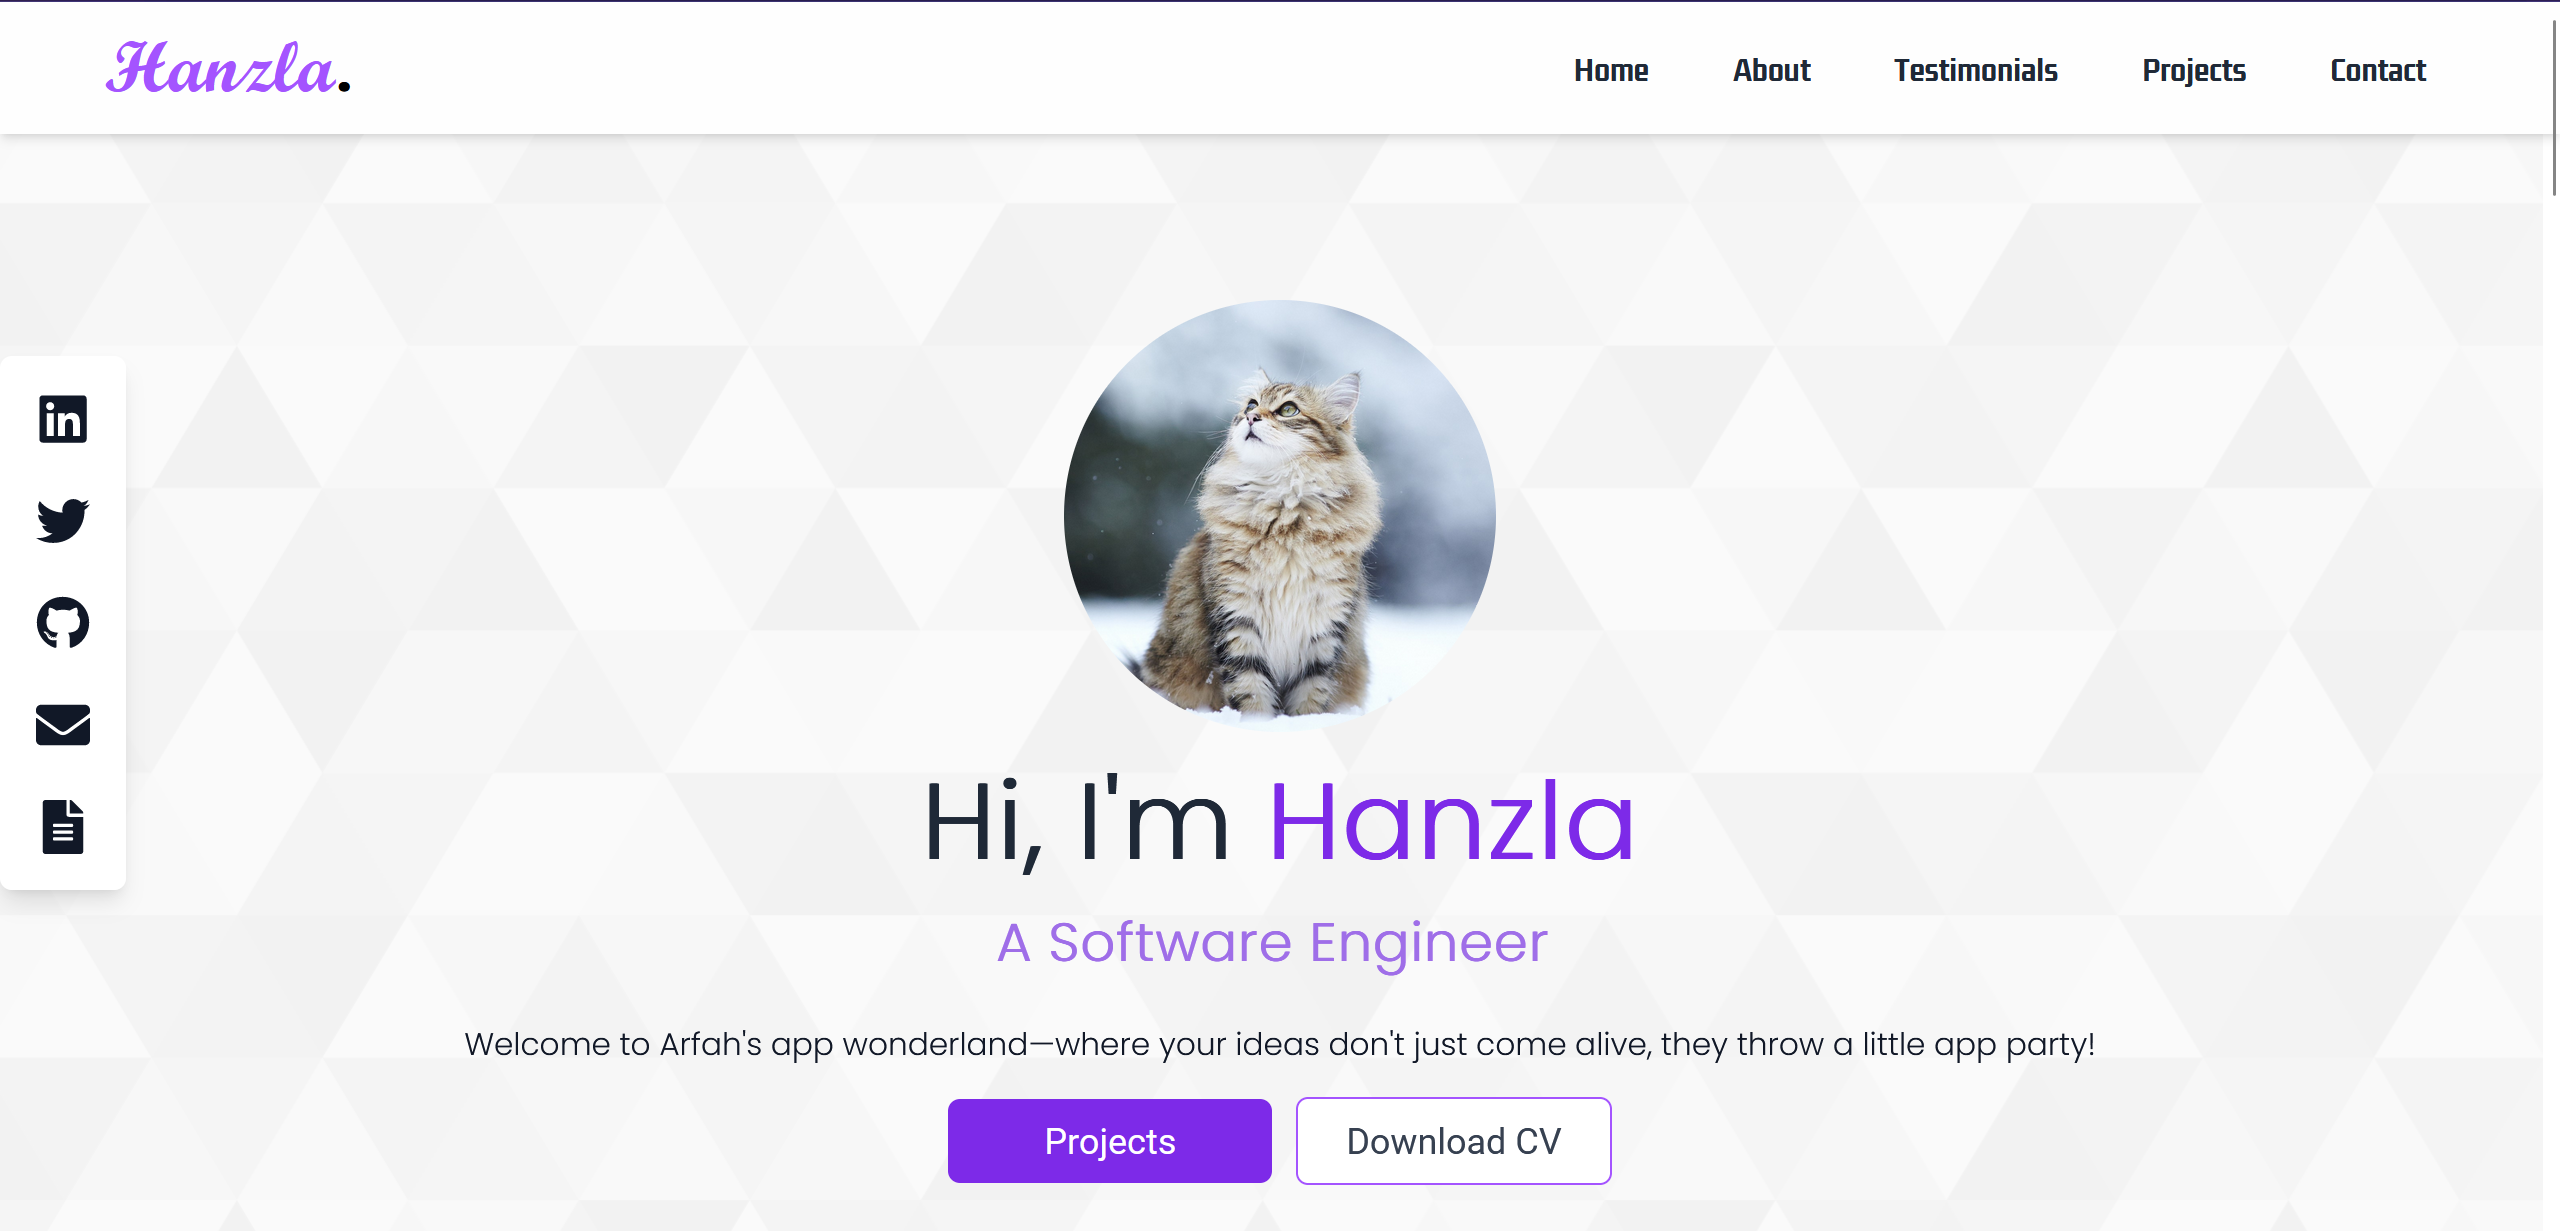 Hanzla.
Home About Testimonials Projects Contact
in
Hi, I'm Hanzla
A Software Engineer
Welcome to Arfah's app wonderland—where your ideas don't just come alive, they throw a little app party!
Projects Download CV